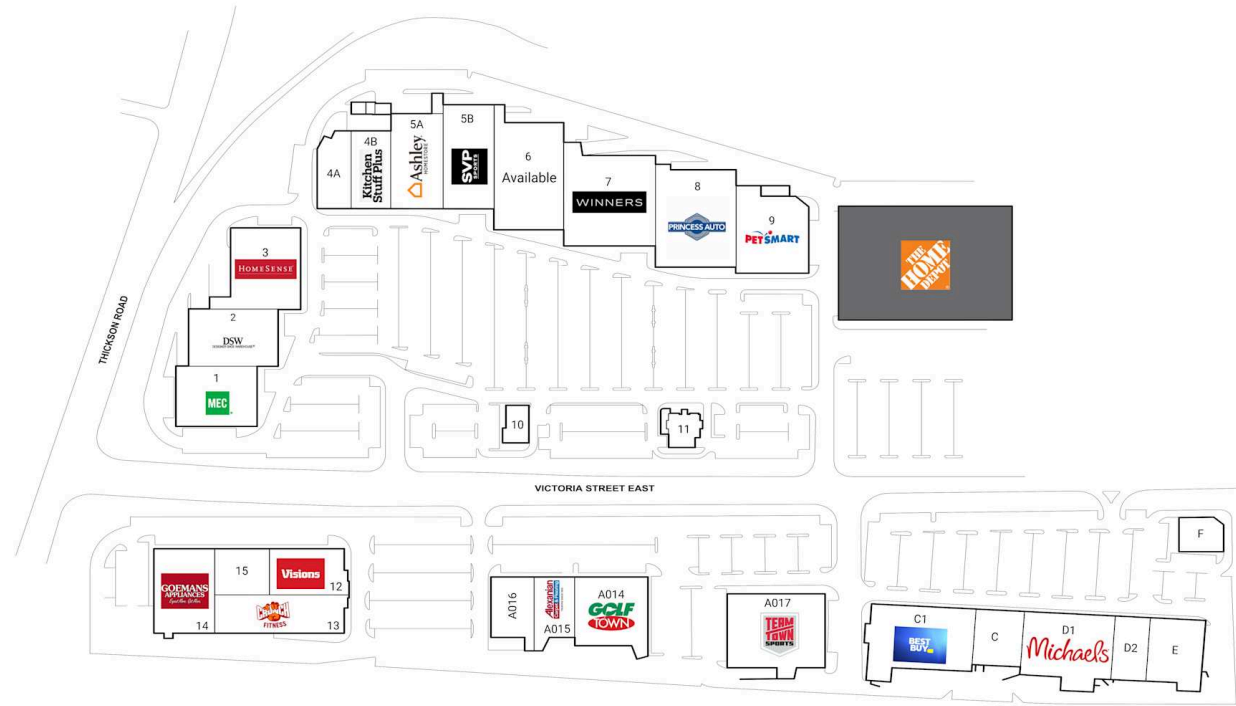 5B
5A
4B
4A
Kitchen
Stuff Plus
Ashley
HOMESTORE
SVP
SPORTS
6
Available
7
WINNERS
8
PRINCESS AUTO
9
PETSMART
THE
HOME
DEPOT
3
HOMESENSE
2
DSW
1
MEC
THICKSON ROAD
10
11
VICTORIA STREET EAST
GOEMANS
APPLIANCES
14
15
Visions
12
CRUNCH
FITNESS
13
A016
Alexanian
A015
A014
GOLF
TOWN
A017
TEAM
TOWN
SPORTS
F
C1
BEST
BUY
C
D1
Michaels
D2
E